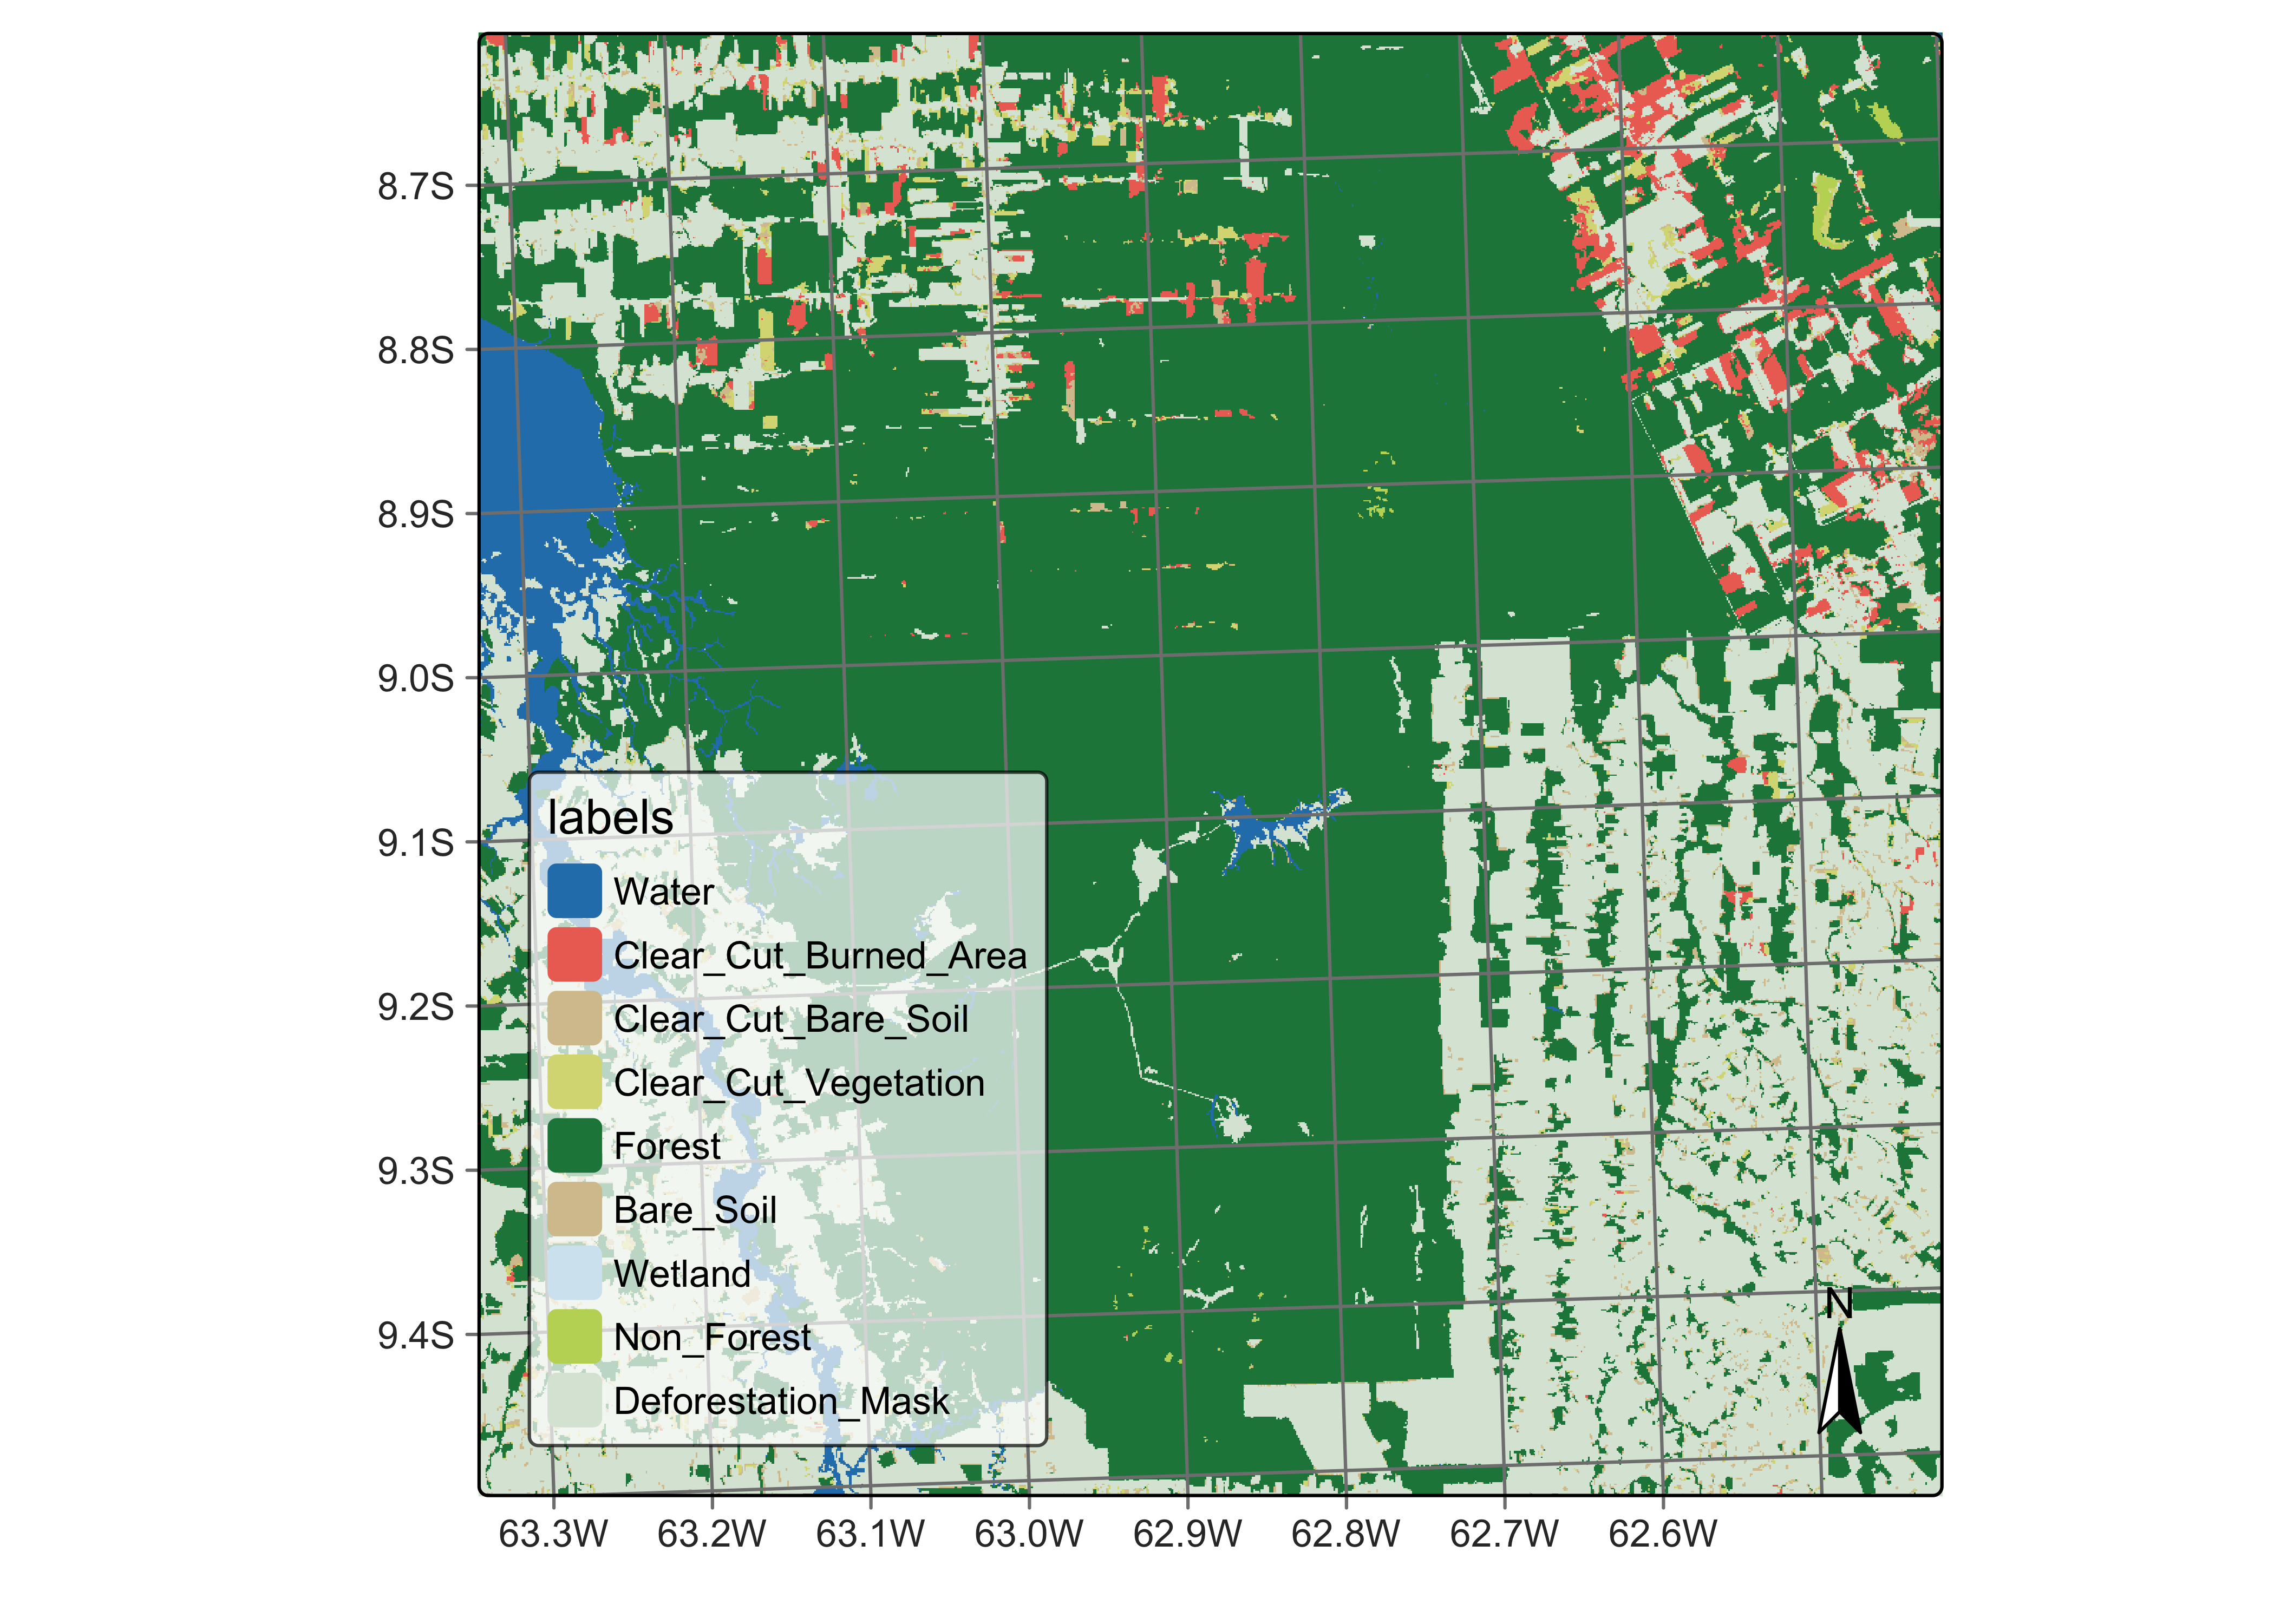 8.7S
8.8S
8.9S
9.0S
9.1S
9.2S
9.3S
9.4S
labels
Water
Clear_Cut_Burned_Area
Clear_Cut_Bare_Soil
Clear_Cut_Vegetation
Forest
Bare_Soil
Wetland
Non_Forest
Deforestation_Mask
N
63.3W 63.2W 63.1W 63.0W 62.9W 62.8W 62.7W 62.6W